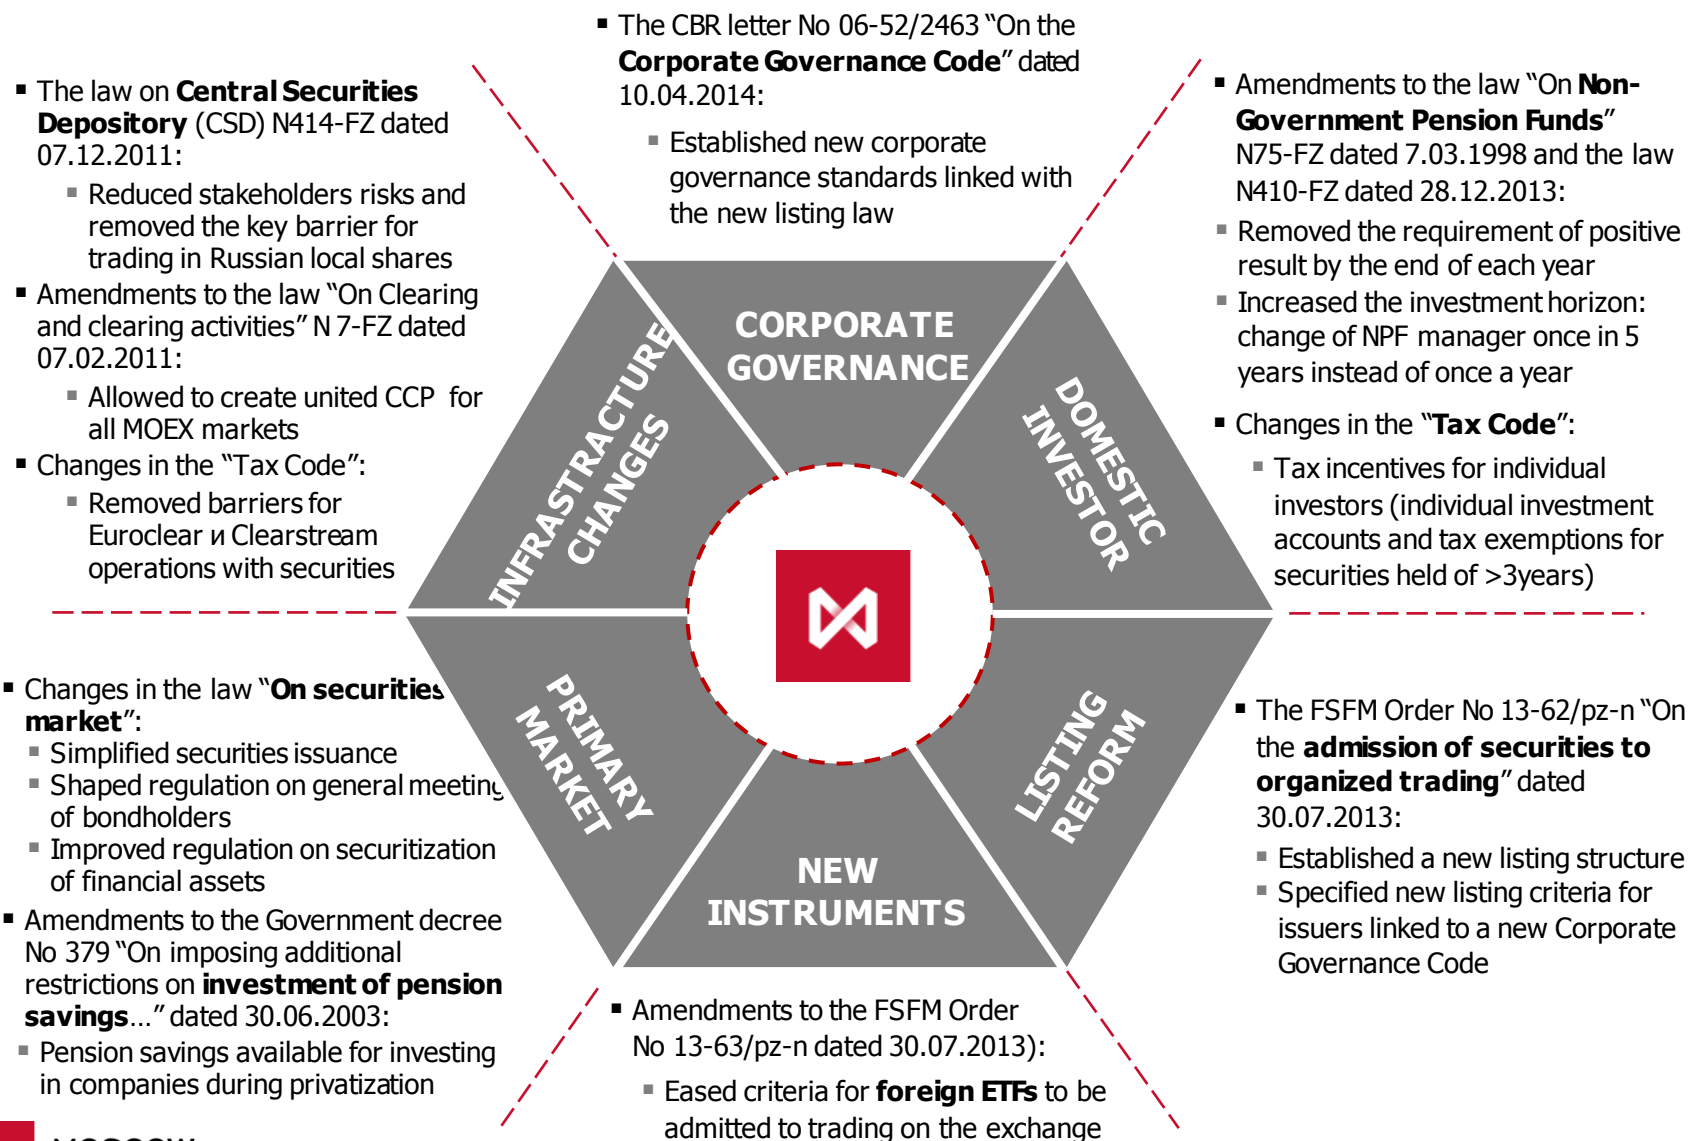 ▪ The CBR letter No 06-52/2463 “On the
Corporate Governance Code” dated
10.04.2014:
▪ Established new corporate
governance standards linked with
the new listing law
▪ The law on Central Securities
Depository (CSD) N414-FZ dated
07.12.2011:
▪ Reduced stakeholders risks and
removed the key barrier for
trading in Russian local shares
▪ Amendments to the law “On Clearing
and clearing activities” N 7-FZ dated
07.02.2011:
▪ Allowed to create united CCP for
all MOEX markets
▪ Changes in the “Tax Code”:
▪ Removed barriers for
Euroclear и Clearstream
operations with securities
▪ Amendments to the law “On Non-
Government Pension Funds”
N75-FZ dated 7.03.1998 and the law
N410-FZ dated 28.12.2013:
▪ Removed the requirement of positive
result by the end of each year
▪ Increased the investment horizon:
change of NPF manager once in 5
years instead of once a year
▪ Changes in the “Tax Code”:
▪ Tax incentives for individual
investors (individual investment
accounts and tax exemptions for
securities held of >3years)
CORPORATE
GOVERNANCE
INFRASTRACTURE
CHANGES
DOMESTIC
INVESTOR
PRIMARY
MARKET
LISTING
REFORM
NEW
INSTRUMENTS
▪ Changes in the law “On securities
market”:
▪ Simplified securities issuance
▪ Shaped regulation on general meeting
of bondholders
▪ Improved regulation on securitization
of financial assets
▪ Amendments to the Government decree
No 379 “On imposing additional
restrictions on investment of pension
savings…” dated 30.06.2003:
▪ Pension savings available for investing
in companies during privatization
▪ The FSFM Order No 13-62/pz-n “On
the admission of securities to
organized trading” dated
30.07.2013:
▪ Established a new listing structure
▪ Specified new listing criteria for
issuers linked to a new Corporate
Governance Code
▪ Amendments to the FSFM Order
No 13-63/pz-n dated 30.07.2013):
▪ Eased criteria for foreign ETFs to be
admitted to trading on the exchange
MOSCOW